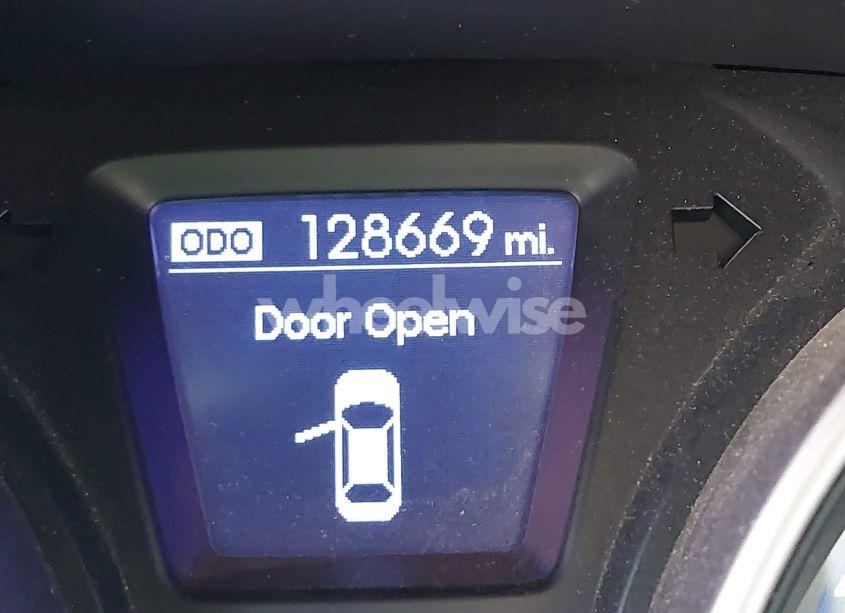 ODO 128669 mi.
wheelwise
Door Open